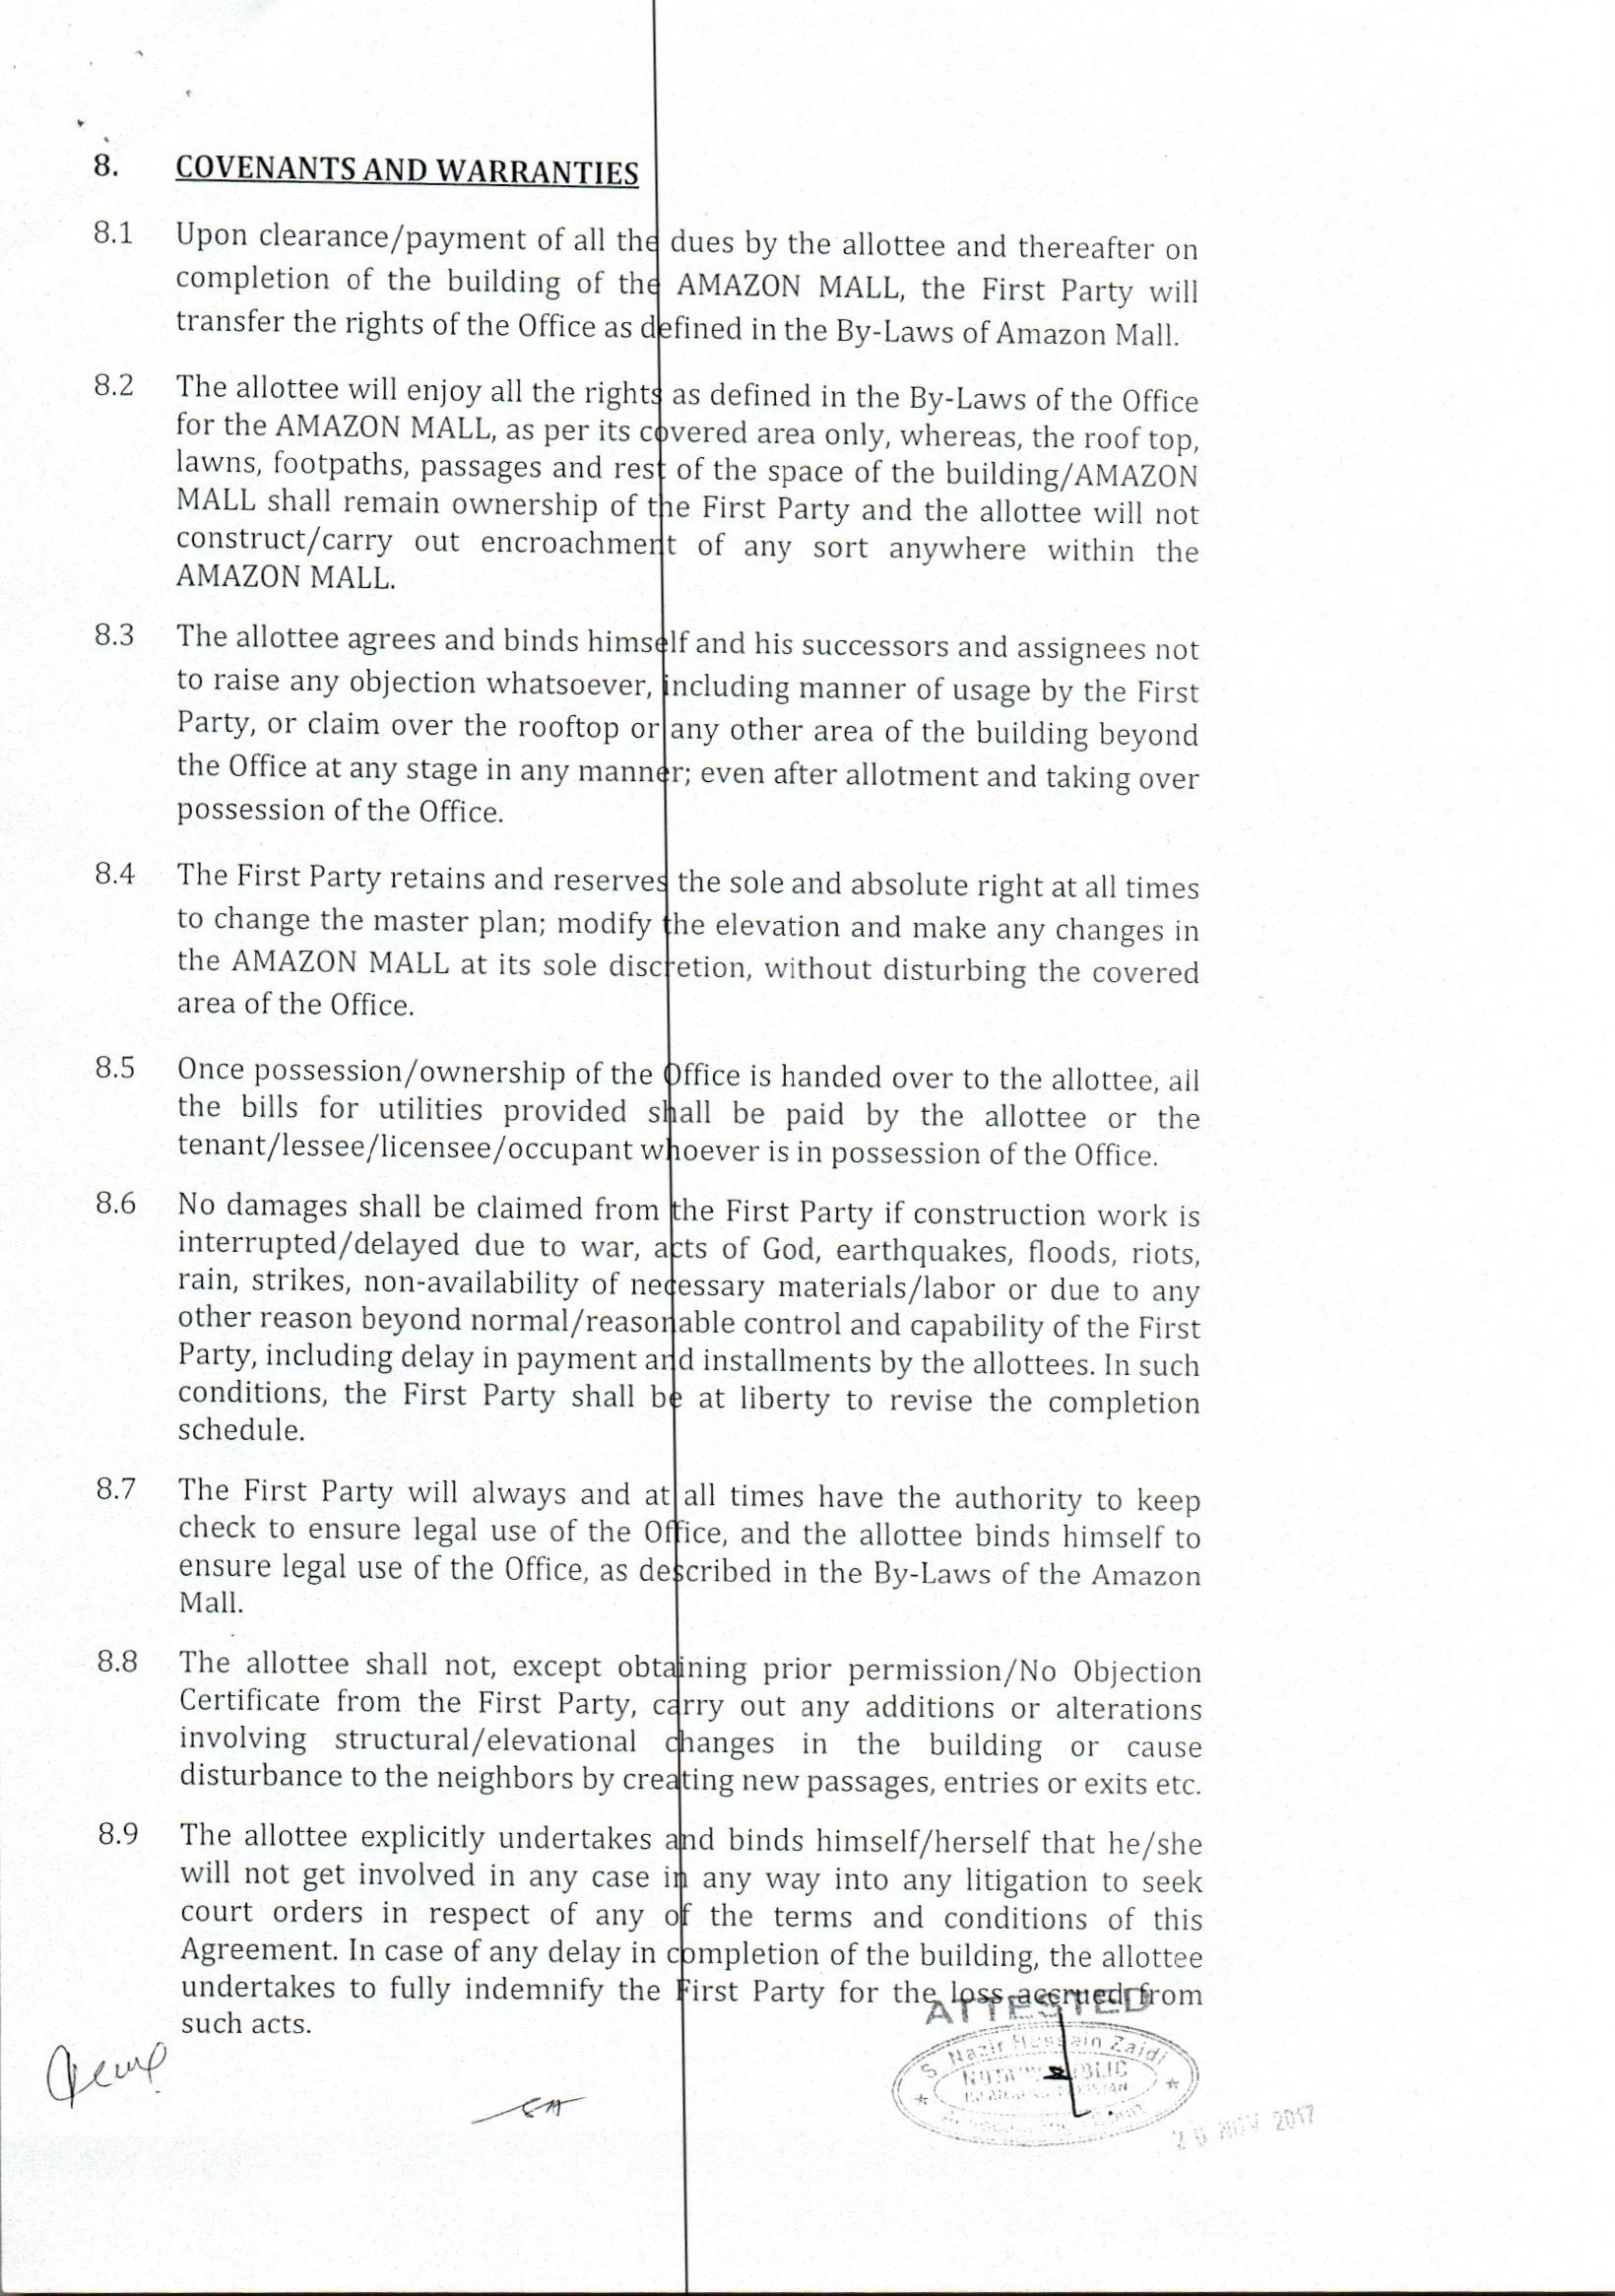 8. COVENANTS AND WARRANTIES
8.1 Upon clearance/payment of all the dues by the allottee and thereafter on
completion of the building of the AMAZON MALL, the First Party will
transfer the rights of the Office as defined in the By-Laws of Amazon Mall.
8.2 The allottee will enjoy all the rights as defined in the By-Laws of the Office
for the AMAZON MALL, as per its covered area only, whereas, the roof top,
lawns, footpaths, passages and rest of the space of the building/AMAZON
MALL shall remain ownership of the First Party and the allottee will not
construct/carry out encroachment of any sort anywhere within the
AMAZON MALL.
8.3 The allottee agrees and binds himself and his successors and assignees not
to raise any objection whatsoever, including manner of usage by the First
Party, or claim over the rooftop or any other area of the building beyond
the Office at any stage in any manner; even after allotment and taking over
possession of the Office.
8.4 The First Party retains and reserves the sole and absolute right at all times
to change the master plan; modify the elevation and make any changes in
the AMAZON MALL at its sole discretion, without disturbing the covered
area of the Office.
8.5 Once possession/ownership of the Office is handed over to the allottee, all
the bills for utilities provided shall be paid by the allottee or the
tenant/lessee/licensee/occupant whoever is in possession of the Office.
8.6 No damages shall be claimed from the First Party if construction work is
interrupted/delayed due to war, acts of God, earthquakes, floods, riots,
rain, strikes, non-availability of necessary materials/labor or due to any
other reason beyond normal/reasonable control and capability of the First
Party, including delay in payment and installments by the allottees. In such
conditions, the First Party shall be at liberty to revise the completion
schedule.
8.7 The First Party will always and at all times have the authority to keep
check to ensure legal use of the Office, and the allottee binds himself to
ensure legal use of the Office, as described in the By-Laws of the Amazon
Mall.
8.8 The allottee shall not, except obtaining prior permission/No Objection
Certificate from the First Party, carry out any additions or alterations
involving structural/elevational changes in the building or cause
disturbance to the neighbors by creating new passages, entries or exits etc.
8.9 The allottee explicitly undertakes and binds himself/herself that he/she
will not get involved in any case in any way into any litigation to seek
court orders in respect of any of the terms and conditions of this
Agreement. In case of any delay in completion of the building, the allottee
undertakes to fully indemnify the First Party for the loss accrued from
such acts.
ATTESTED
S. Nazir Hussain Zaidi
NOTARY PUBLIC
NOV 2017